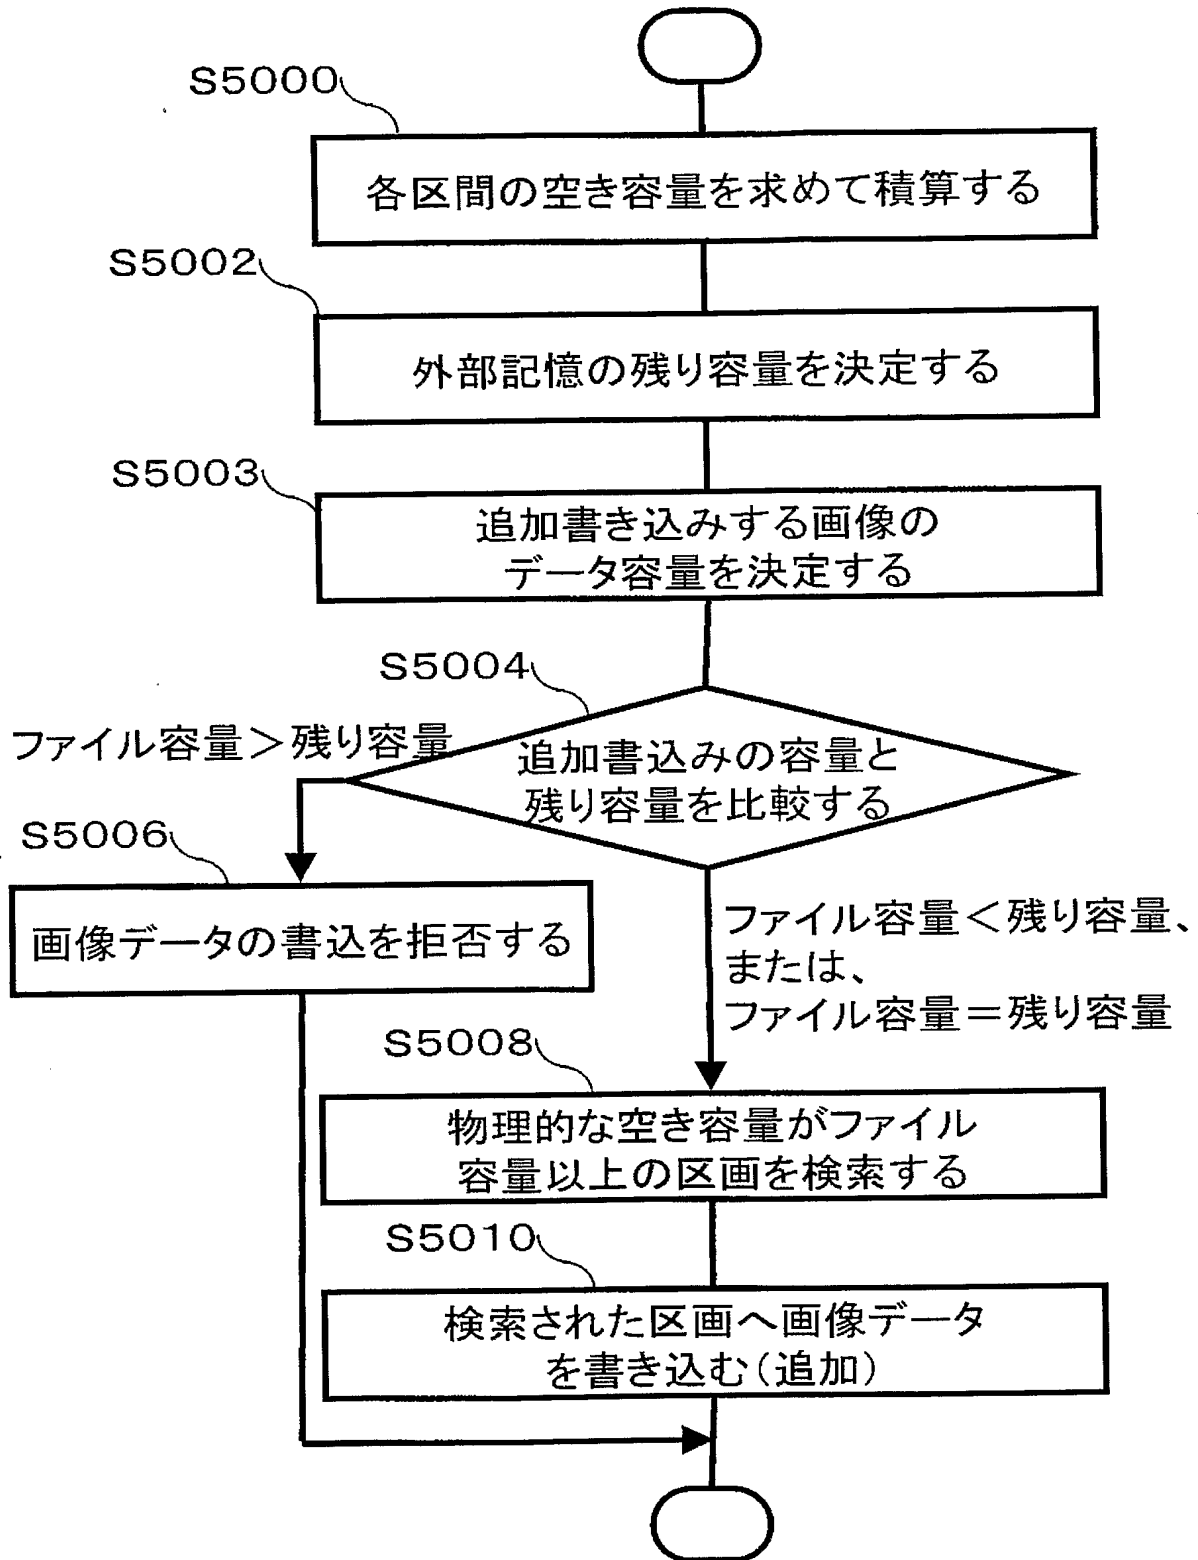 S5000
各区間の空き容量を求めて積算する
S5002
外部記憶の残り容量を決定する
S5003
追加書き込みする画像の
データ容量を決定する
S5004
ファイル容量>残り容量
追加書込みの容量と
残り容量を比較する
S5006
画像データの書込を拒否する
ファイル容量<残り容量、
または、
ファイル容量=残り容量
S5008
物理的な空き容量がファイル
容量以上の区画を検索する
S5010
検索された区画へ画像データ
を書き込む(追加)